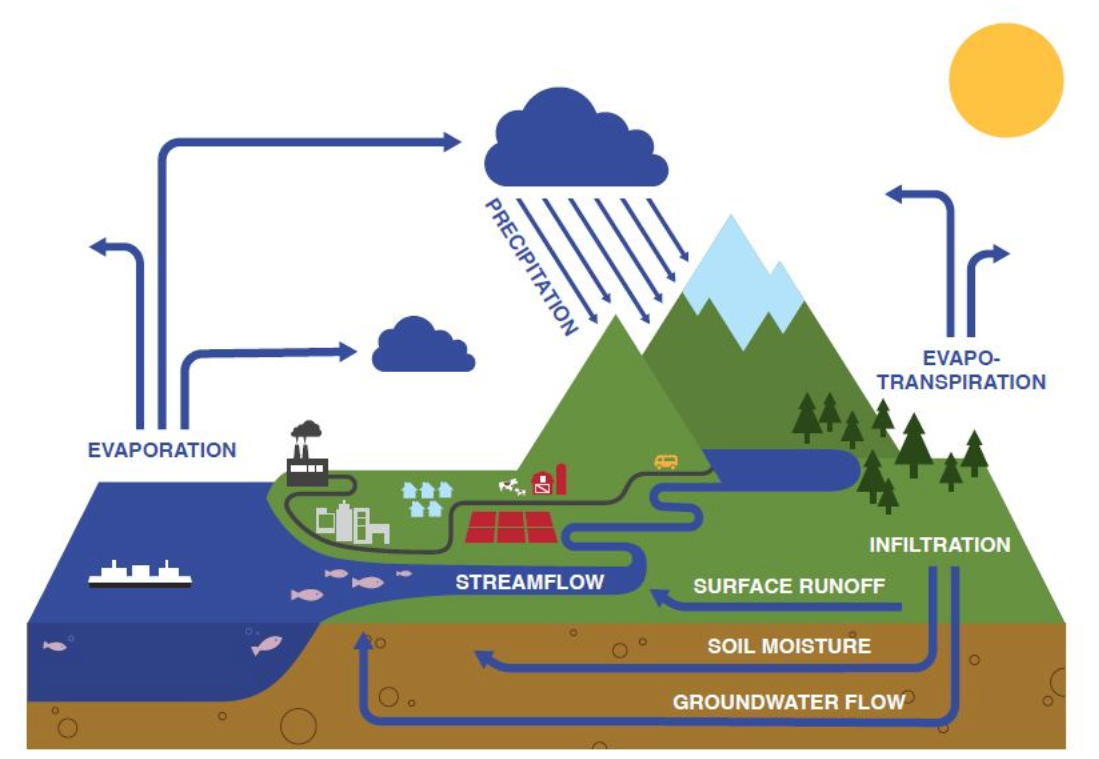 PRECIPITATION
EVAPO-
TRANSPIRATION
EVAPORATION
INFILTRATION
STREAMFLOW
SURFACE RUNOFF
SOIL MOISTURE
GROUNDWATER FLOW